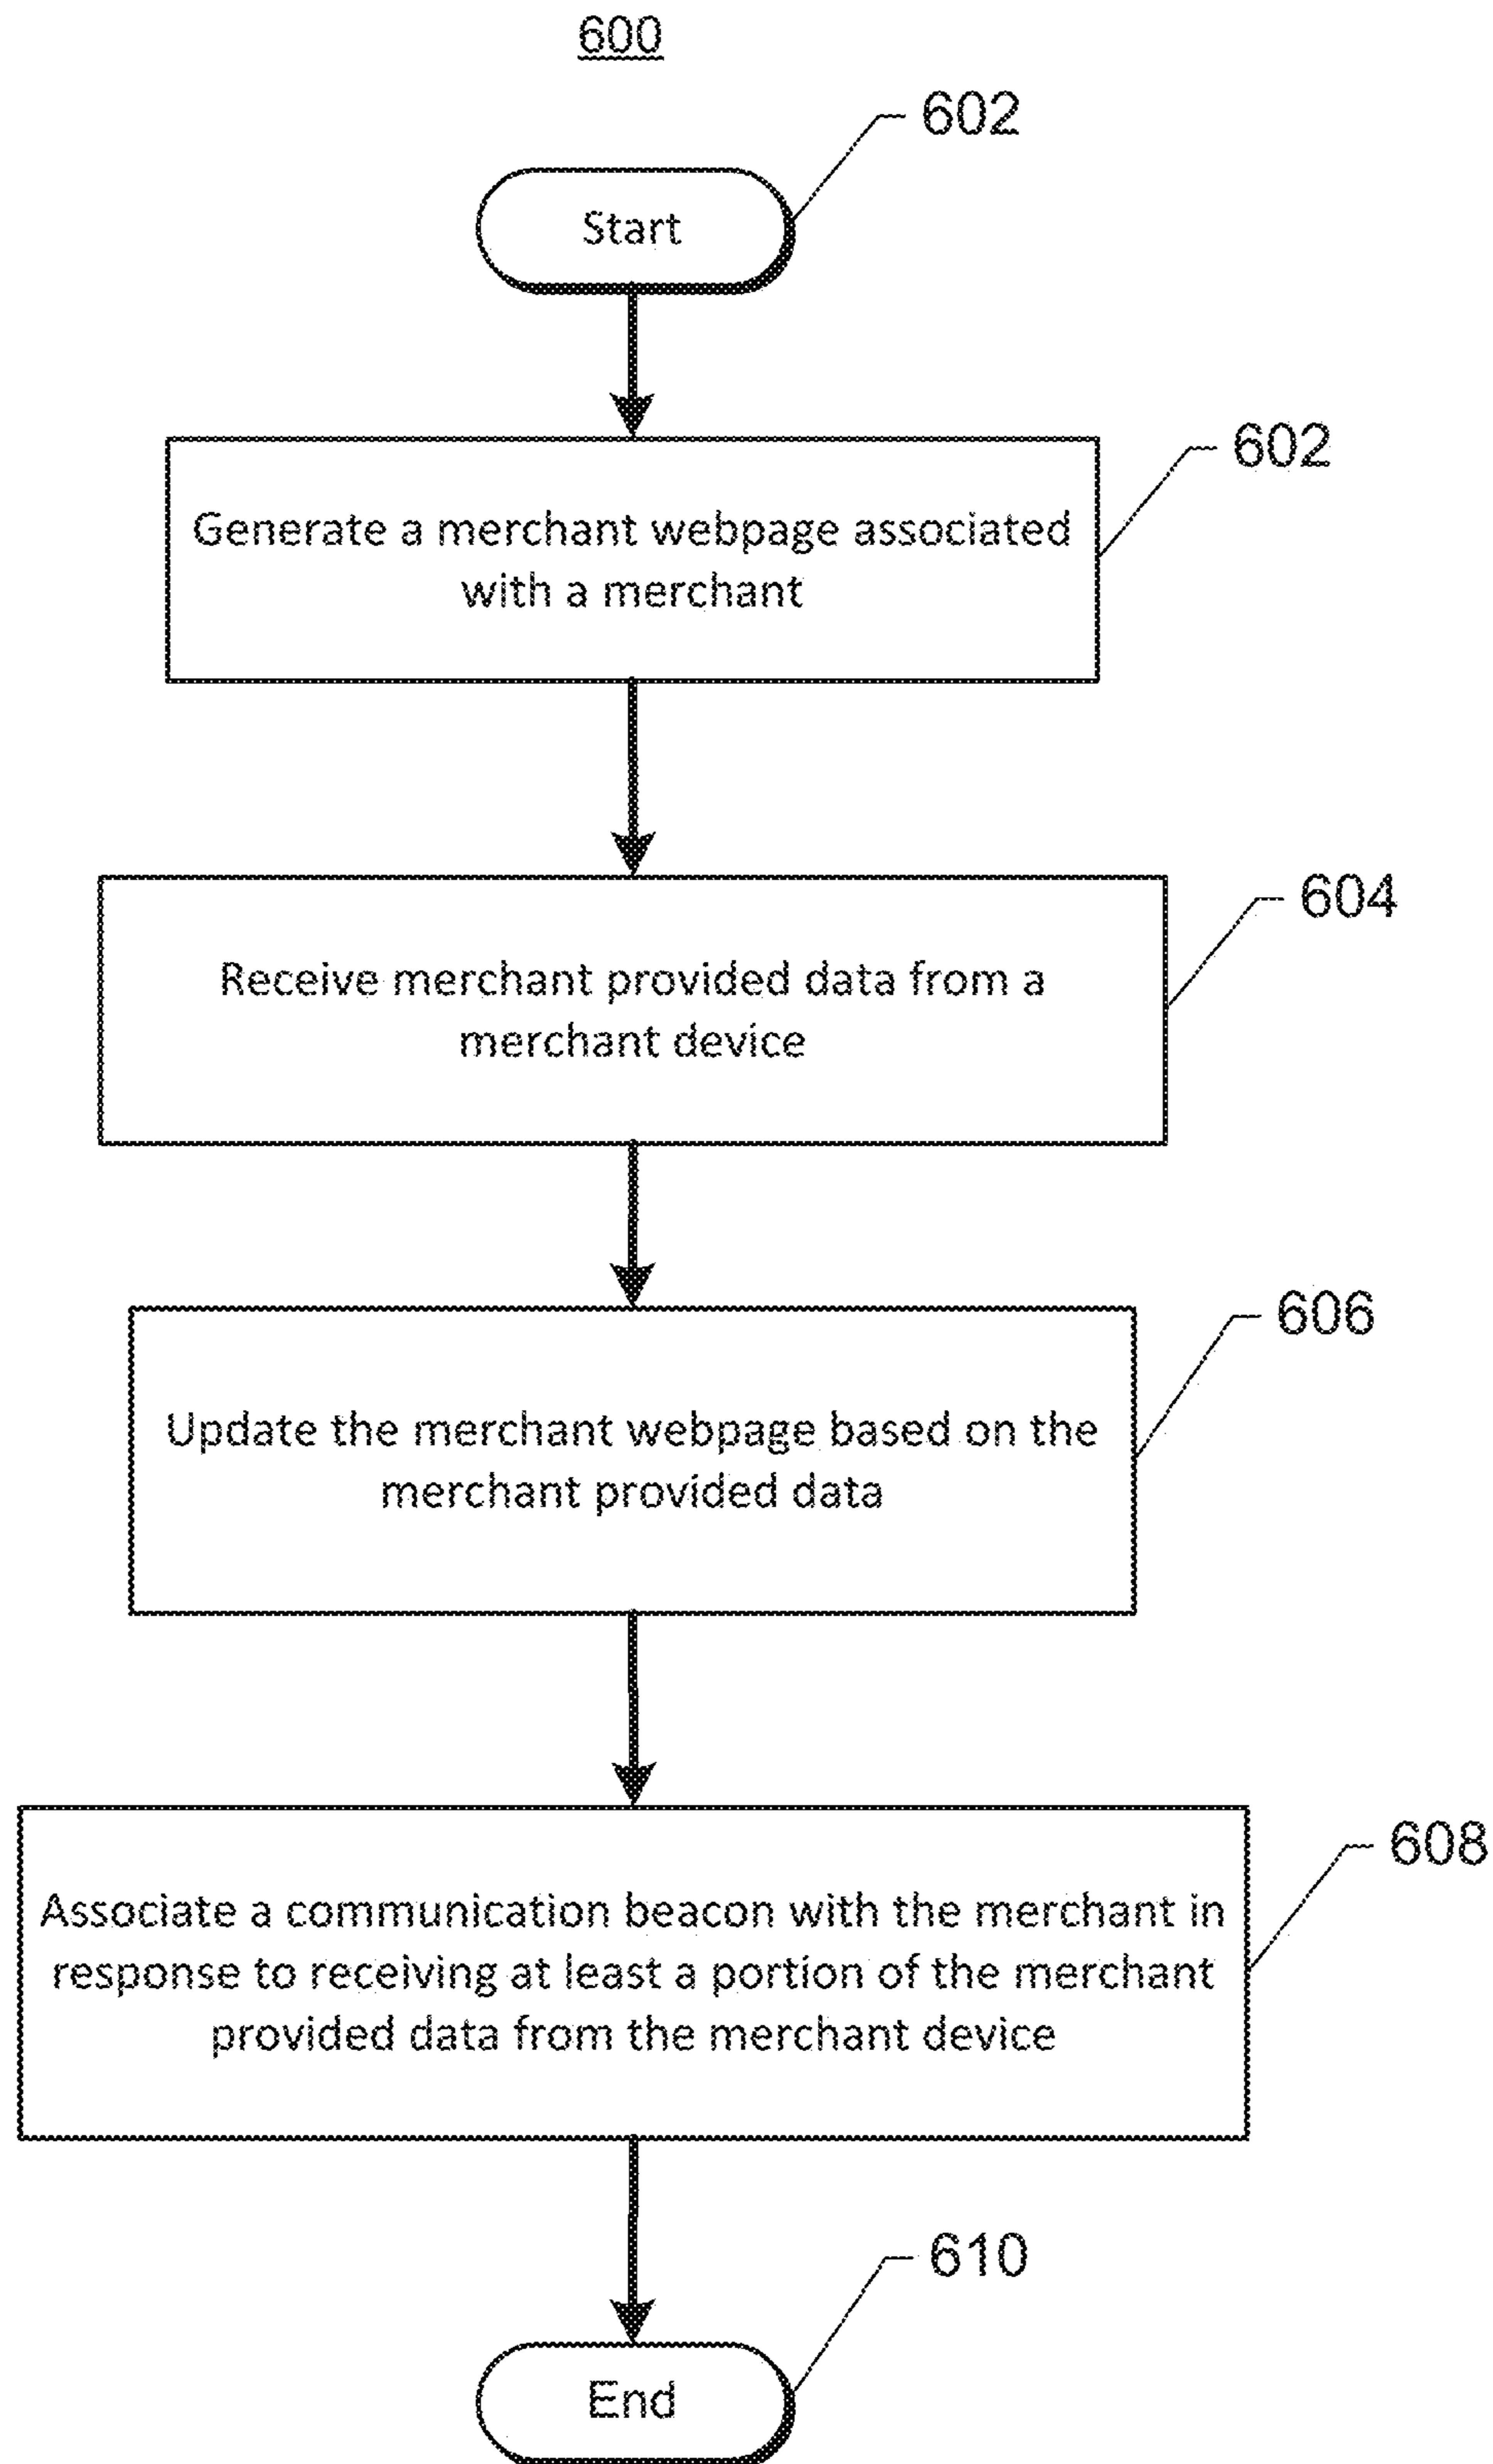 600
602
Start
602
Generate a merchant webpage associated
with a merchant
604
Receive merchant provided data from a
merchant device
606
Update the merchant webpage based on the
merchant provided data
608
Associate a communication beacon with the merchant in
response to receiving at least a portion of the merchant
provided data from the merchant device
610
End